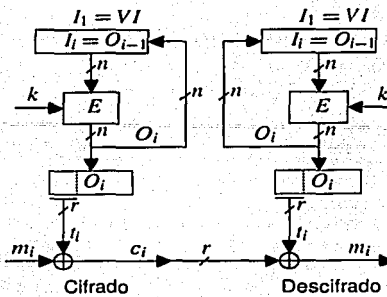 I₁ = VI I₁ = VI
Iᵢ = Oᵢ₋₁ Iᵢ = Oᵢ₋₁
n n n n
k E E k
n Oᵢ Oᵢ n
Oᵢ Oᵢ
r r
tᵢ tᵢ
mᵢ cᵢ r mᵢ
Cifrado Descifrado